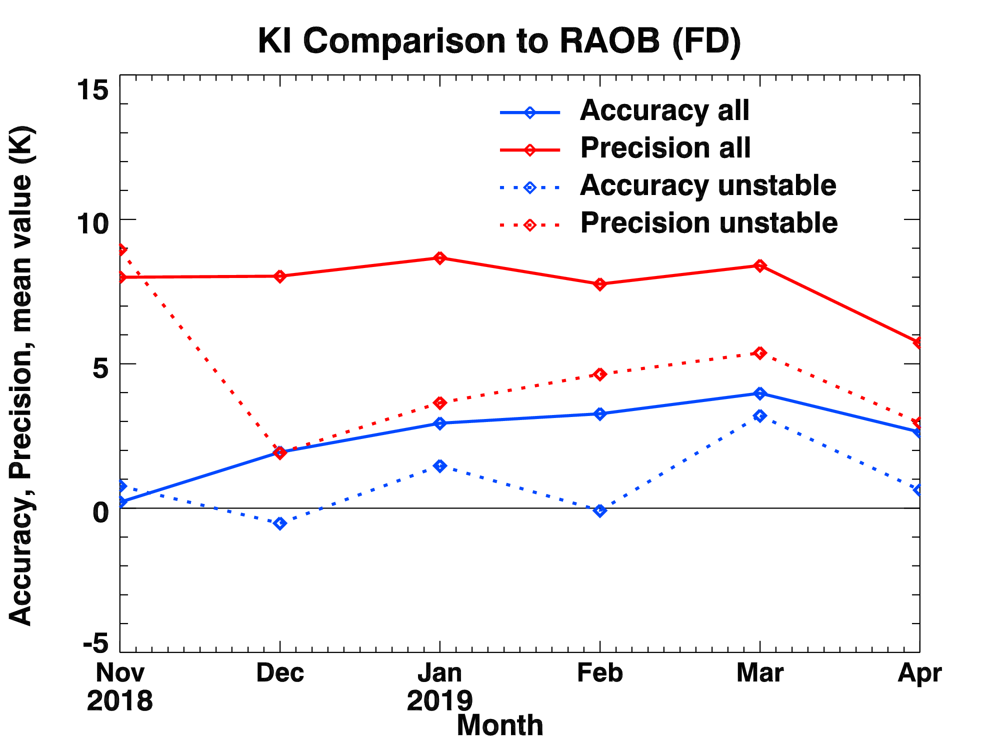 KI Comparison to RAOB (FD)
15
10
5
0
-5
Accuracy, Precision, mean value (K)
Accuracy all
Precision all
Accuracy unstable
Precision unstable
Nov Dec Jan Feb Mar Apr
2018 2019
Month